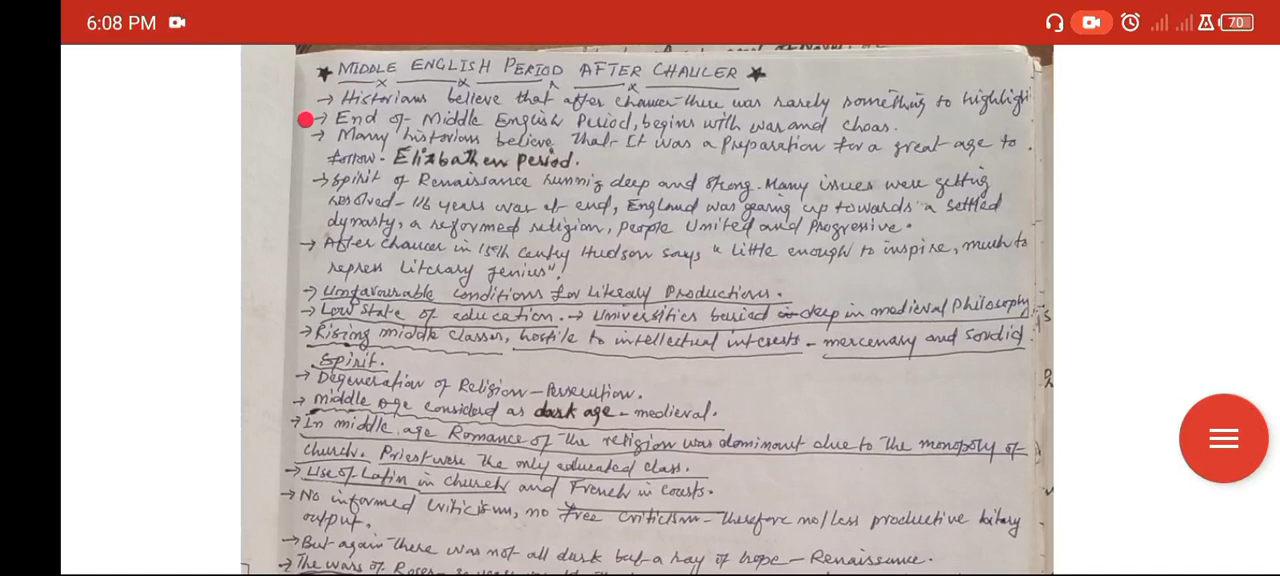 6:08 PM
70
★ MIDDLE ENGLISH PERIOD AFTER CHAUCER ★
→ Historians believe that after chaucer there was rarely something to highlight
→ End of Middle English Period, begins with war and choas.
→ Many historians believe that It was a preparation for a great age to
follow - Elizbathen period.
→ Spirit of Renaissance running deep and strong. Many issues were getting
resolved - 116 years war at end, England was gearing up towards a settled
dynasty, a reformed religion, people United and Progressive.
→ After chaucer in 15th Century Hudson says "little enough to inspire, much to
repress literary genius"!
→ Unfavourable conditions for literary Productions.
→ Low state of education. → Universities buried deep in medieval philosophy
→ Rising middle classes, hostile to intellectual interests - mercenary and sordid
spirit.
→ Degeneration of Religion - Persecution.
→ middle age considered as dark age - medieval.
→ In middle age Romance of the religion was dominant due to the monopoly of
church. Priest were the only educated class.
→ Use of Latin in church and French in courts.
→ No informed criticism, no free criticism - therefore no/less productive literary
output.
→ But again there was not all dark but a ray of hope - Renaissance.
→ The wars of Roses -